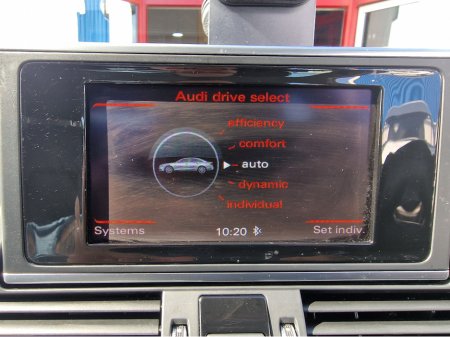 Audi drive select
efficiency
comfort
auto
dynamic
individual
Systems
10:20
Set indiv.